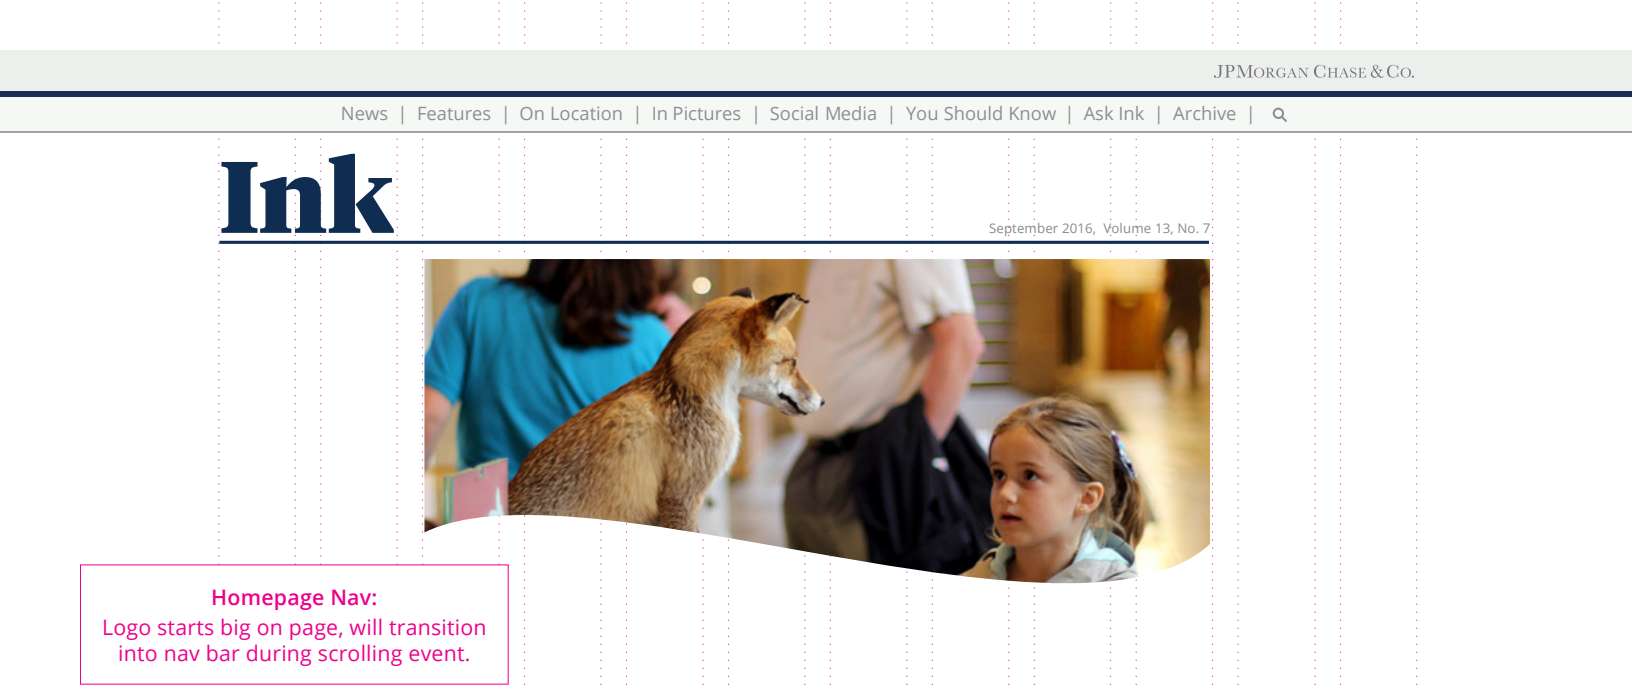 JPMORGAN CHASE & CO.
News | Features | On Location | In Pictures | Social Media | You Should Know | Ask Ink | Archive |
Ink
September 2016, Volume 13, No. 7
Homepage Nav:
Logo starts big on page, will transition
into nav bar during scrolling event.